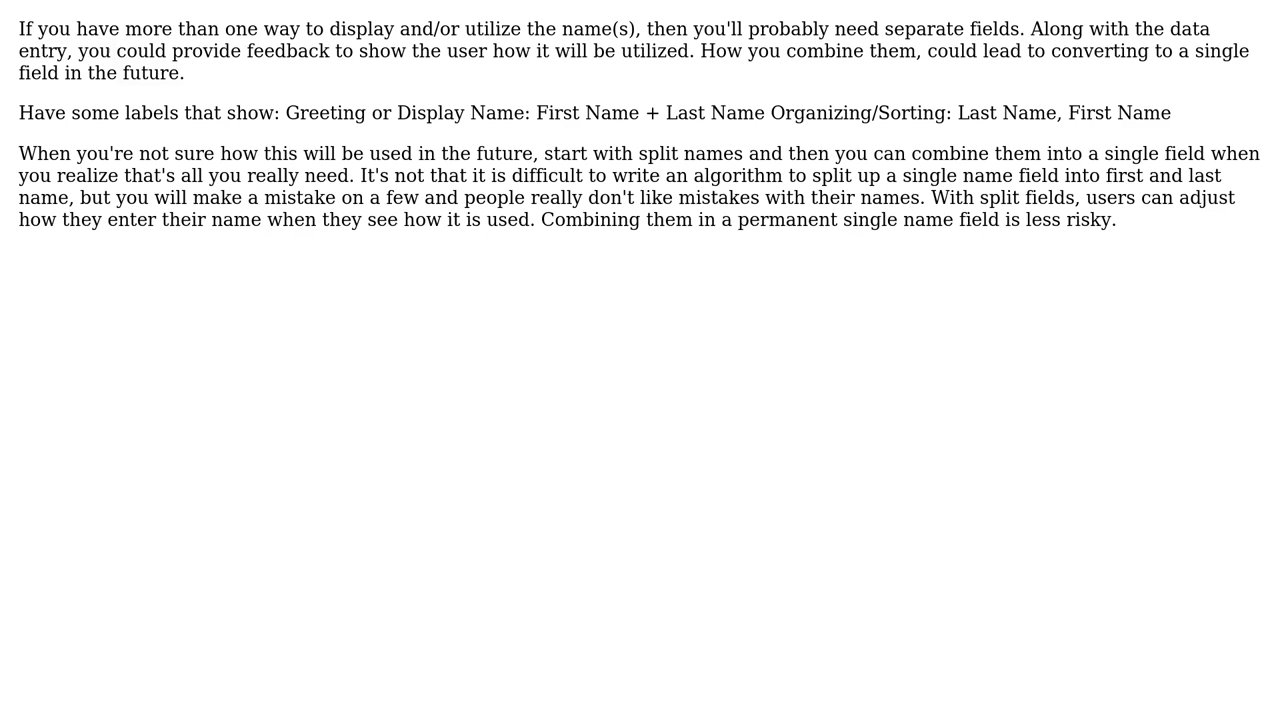 If you have more than one way to display and/or utilize the name(s), then you'll probably need separate fields. Along with the data
entry, you could provide feedback to show the user how it will be utilized. How you combine them, could lead to converting to a single
field in the future.
Have some labels that show: Greeting or Display Name: First Name + Last Name Organizing/Sorting: Last Name, First Name
When you're not sure how this will be used in the future, start with split names and then you can combine them into a single field when
you realize that's all you really need. It's not that it is difficult to write an algorithm to split up a single name field into first and last
name, but you will make a mistake on a few and people really don't like mistakes with their names. With split fields, users can adjust
how they enter their name when they see how it is used. Combining them in a permanent single name field is less risky.